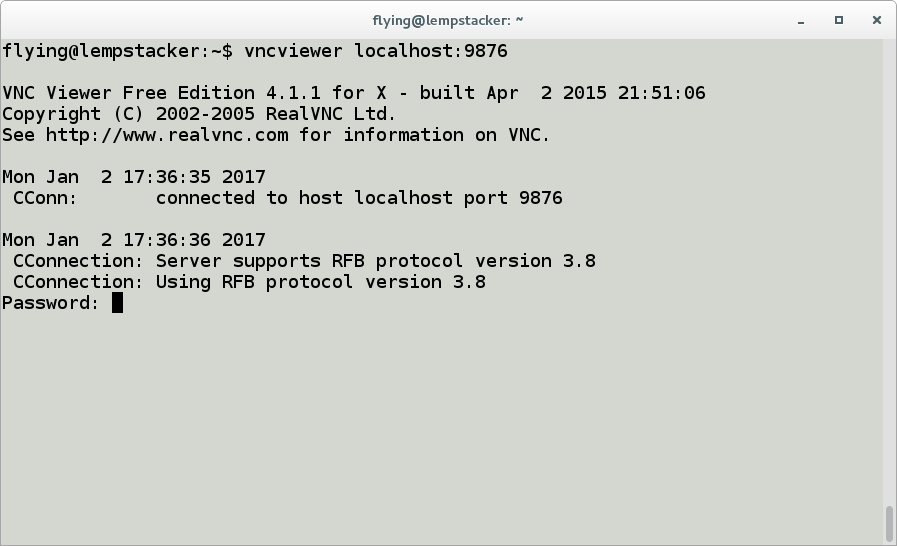 flying@lempstacker: ~
flying@lempstacker:~$ vncviewer localhost:9876
VNC Viewer Free Edition 4.1.1 for X - built Apr  2 2015 21:51:06
Copyright (C) 2002-2005 RealVNC Ltd.
See http://www.realvnc.com for information on VNC.
Mon Jan  2 17:36:35 2017
 CConn:       connected to host localhost port 9876
Mon Jan  2 17:36:36 2017
 CConnection: Server supports RFB protocol version 3.8
 CConnection: Using RFB protocol version 3.8
Password: